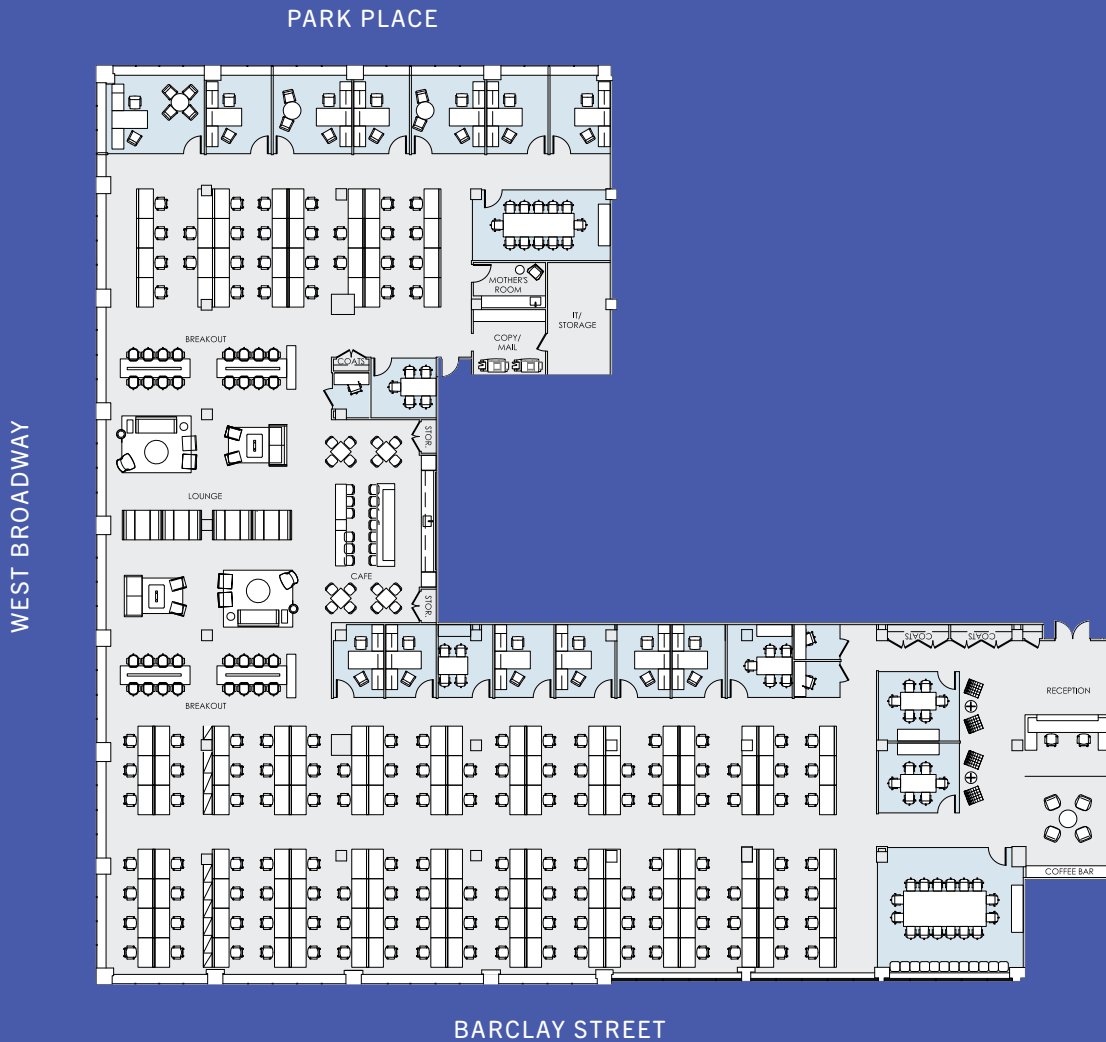 PARK PLACE
MOTHER'S
ROOM
IT/
STORAGE
COPY/
MAIL
BREAKOUT
COATS
STOR.
WEST BROADWAY
LOUNGE
CAFE
STOR.
COATS
COATS
RECEPTION
BREAKOUT
COFFEE BAR
BARCLAY STREET